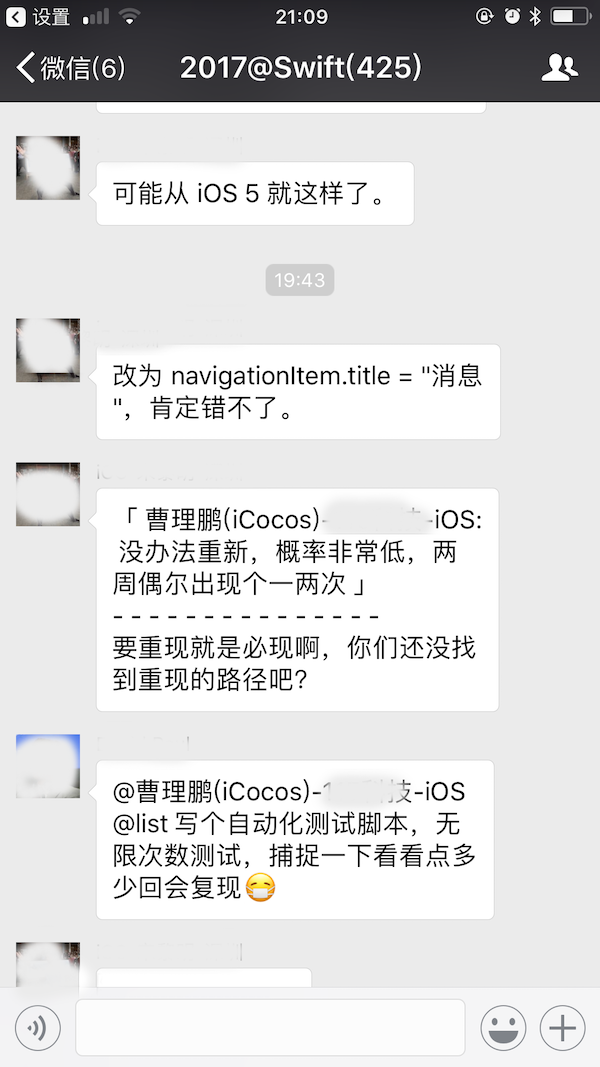 设置
21:09
微信(6)
2017@Swift(425)
可能从 iOS 5 就这样了。
19:43
改为 navigationItem.title = "消息
"，肯定错不了。
「 曹理鹏(iCocos)-
-iOS:
没办法重新，概率非常低，两
周偶尔出现个一两次 」
- - - - - - - - - - - - - - -
要重现就是必现啊，你们还没找
到重现的路径吧?
@曹理鹏(iCocos)-
技-iOS
@list 写个自动化测试脚本，无
限次数测试，捕捉一下看看点多
少回会复现😷